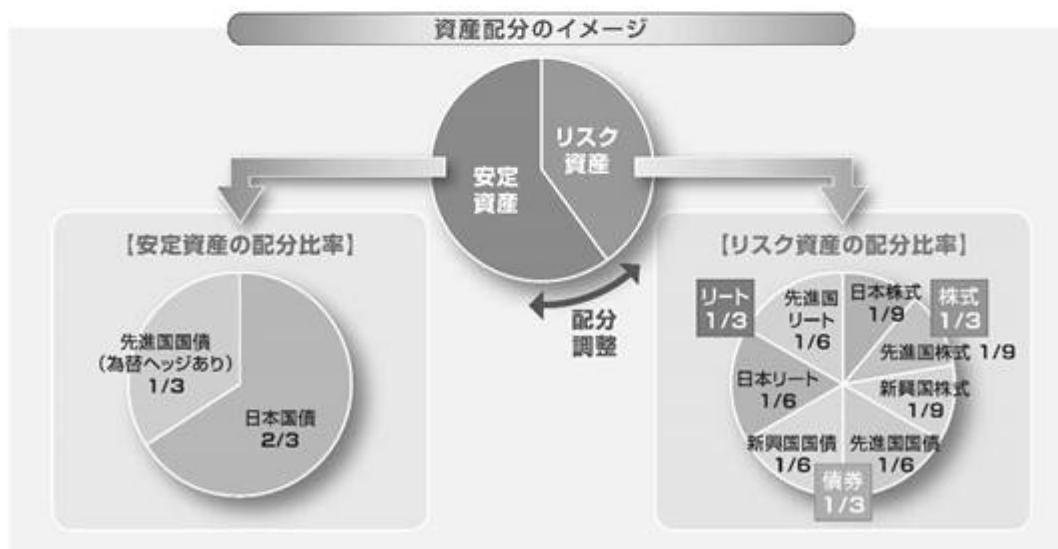 資産配分のイメージ
リスク
資産
安定
資産
配分
調整
【安定資産の配分比率】
先進国国債
(為替ヘッジあり)
1/3
日本国債
2/3
【リスク資産の配分比率】
リート
1/3
先進国
リート
1/6
日本株式
1/9
株式
1/3
先進国株式 1/9
新興国株式
1/9
日本リート
1/6
新興国国債
1/6
先進国国債
1/6
債券
1/3